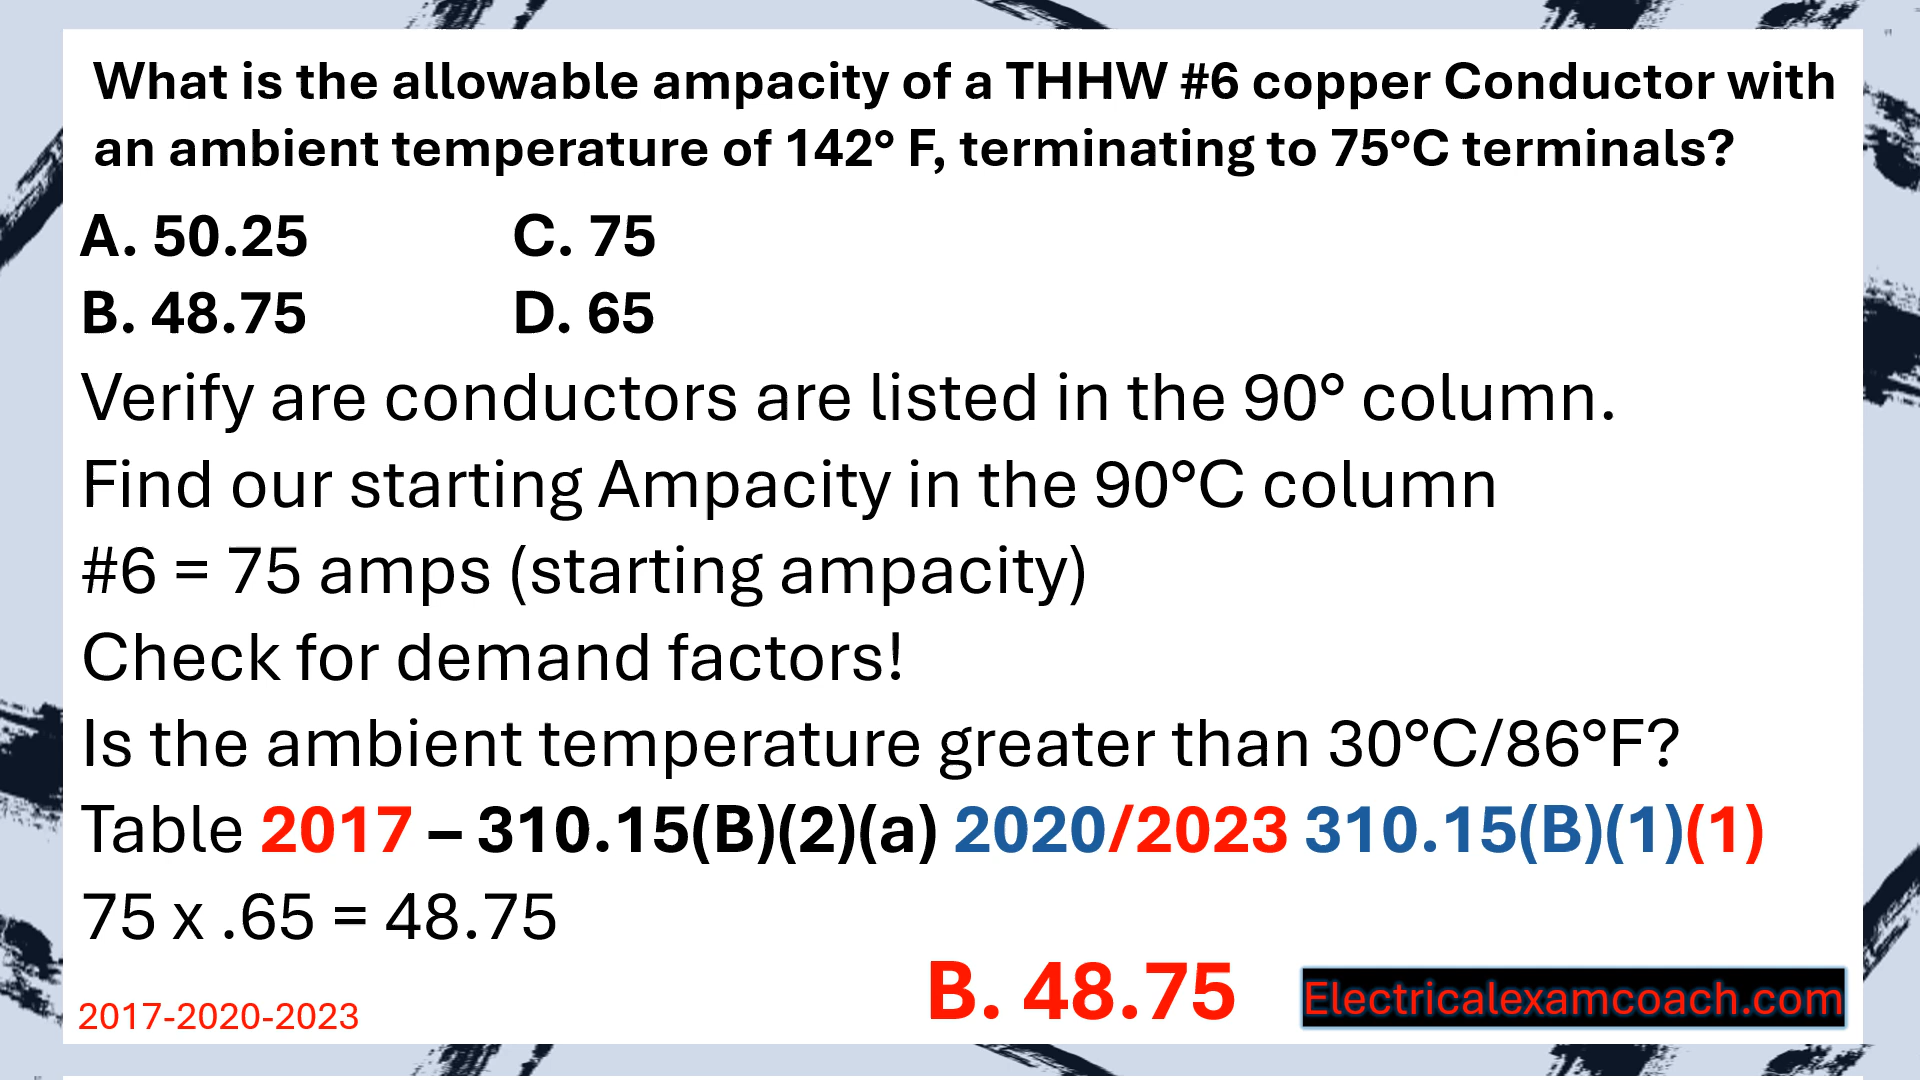 What is the allowable ampacity of a THHW #6 copper Conductor with
an ambient temperature of 142° F, terminating to 75°C terminals?
A. 50.25 C. 75
B. 48.75 D. 65
Verify are conductors are listed in the 90° column.
Find our starting Ampacity in the 90°C column
#6 = 75 amps (starting ampacity)
Check for demand factors!
Is the ambient temperature greater than 30°C/86°F?
Table 2017 – 310.15(B)(2)(a) 2020/2023 310.15(B)(1)(1)
75 x .65 = 48.75
B. 48.75
Electricalexamcoach.com
2017-2020-2023